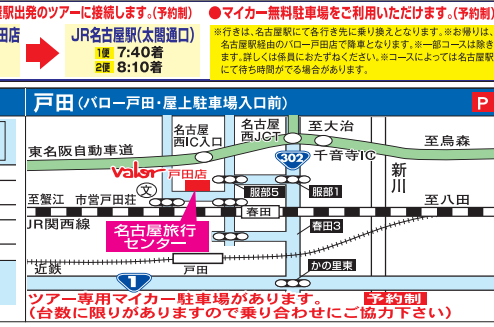 屋駅出発のツアーに接続します。(予約制)
田店
JR名古屋駅(太閤通口)
1便 7:40着
2便 8:10着
●マイカー無料駐車場をご利用いただけます。(予約制)
※行きは、名古屋駅にて各行き先に乗り換えとなります。※お帰りは、
名古屋駅経由のバロー戸田で降車となります。※一部コースは除き
ます。詳しくは係員におたずねください。※コースによっては名古屋駅
にて待ち時間がでる場合があります。
戸田(バロー戸田・屋上駐車場入口前)
P
名古屋西IC入口
名古屋西JCT
至大治
302
千音寺IC
至烏森
東名阪自動車道
valor 戸田店
文
新川
服部5
服部1
至蟹江
市営戸田荘
春田
至八田
JR関西線
名古屋旅行
センター
春田3
かの里東
近鉄
戸田
1
ツアー専用マイカー駐車場があります。 予約制
(台数に限りがありますので乗り合わせにご協力下さい)